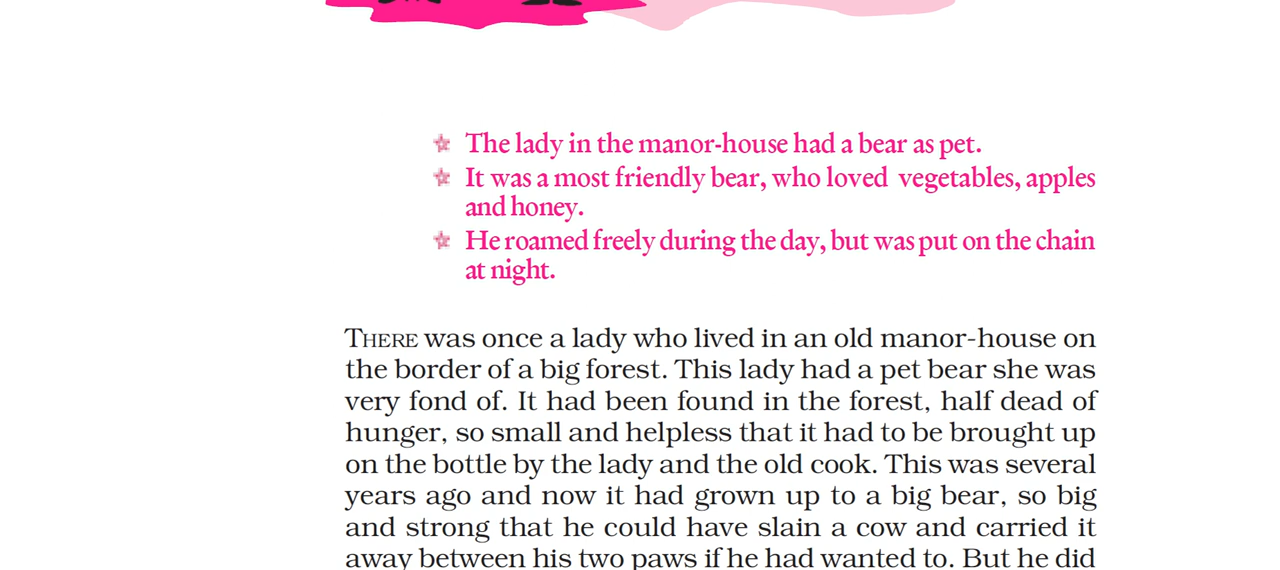 The lady in the manor-house had a bear as pet.
It was a most friendly bear, who loved vegetables, apples
and honey.
He roamed freely during the day, but was put on the chain
at night.
THERE was once a lady who lived in an old manor-house on
the border of a big forest. This lady had a pet bear she was
very fond of. It had been found in the forest, half dead of
hunger, so small and helpless that it had to be brought up
on the bottle by the lady and the old cook. This was several
years ago and now it had grown up to a big bear, so big
and strong that he could have slain a cow and carried it
away between his two paws if he had wanted to. But he did